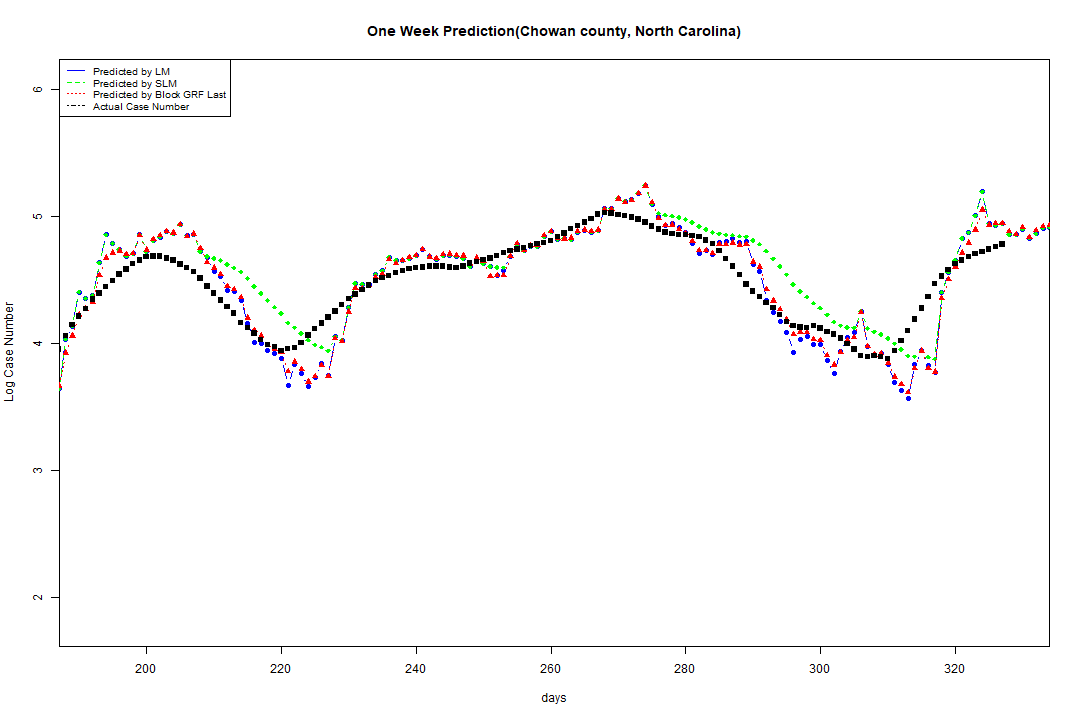 One Week Prediction(Chowan county, North Carolina)
Predicted by LM
Predicted by SLM
Predicted by Block GRF Last
Actual Case Number
6
5
4
3
2
Log Case Number
200
220
240
260
280
300
320
days